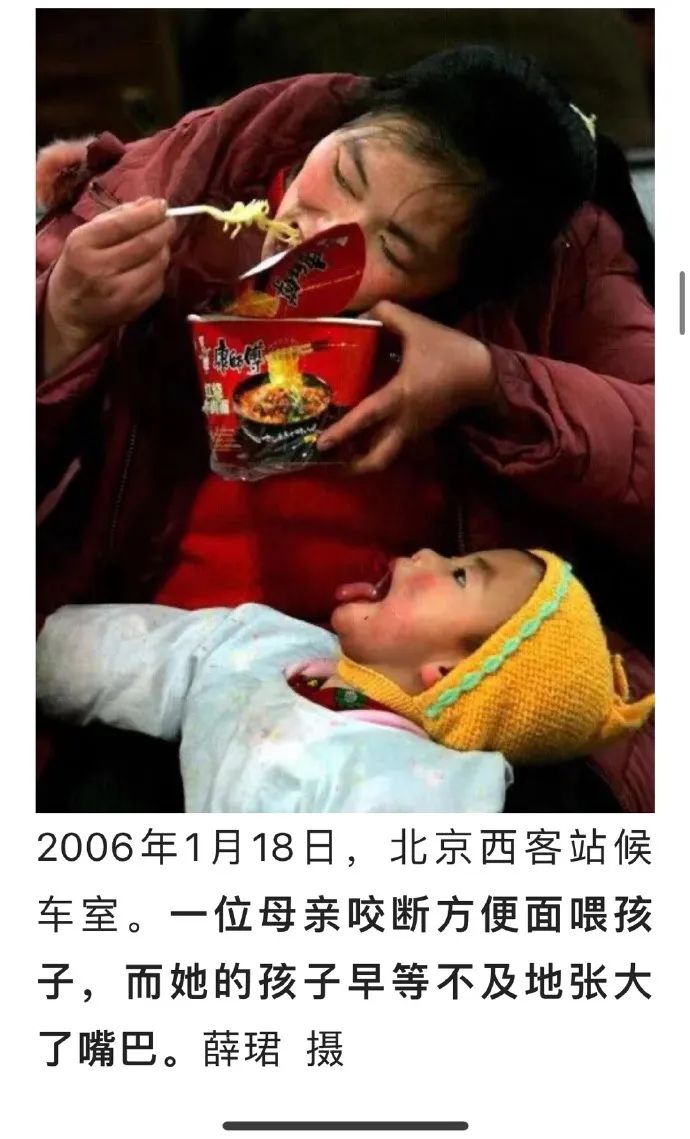 康师傅
2006年1月18日，北京西客站候
车室。一位母亲咬断方便面喂孩
子，而她的孩子早等不及地张大
了嘴巴。薛珺 摄